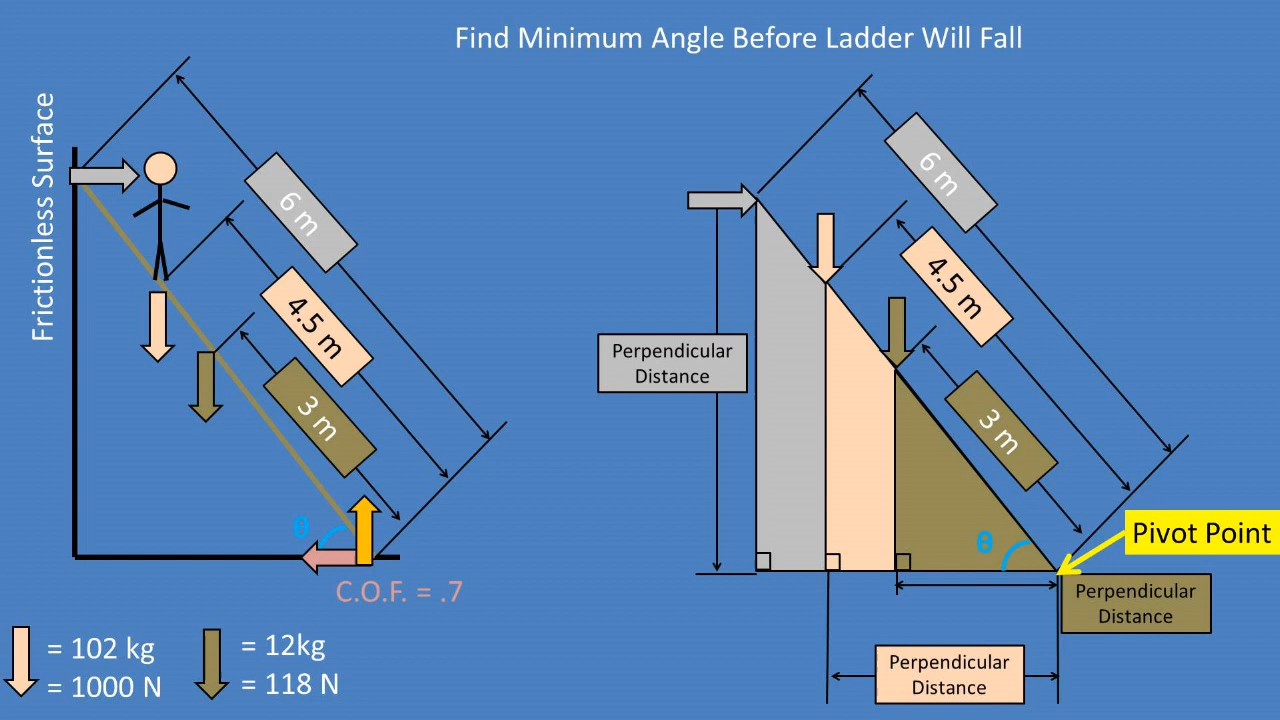 Find Minimum Angle Before Ladder Will Fall
Frictionless Surface
6 m
4.5 m
3 m
θ
C.O.F. = .7
= 102 kg
= 1000 N
= 12kg
= 118 N
6 m
4.5 m
3 m
Perpendicular
Distance
θ
Pivot Point
Perpendicular
Distance
Perpendicular
Distance